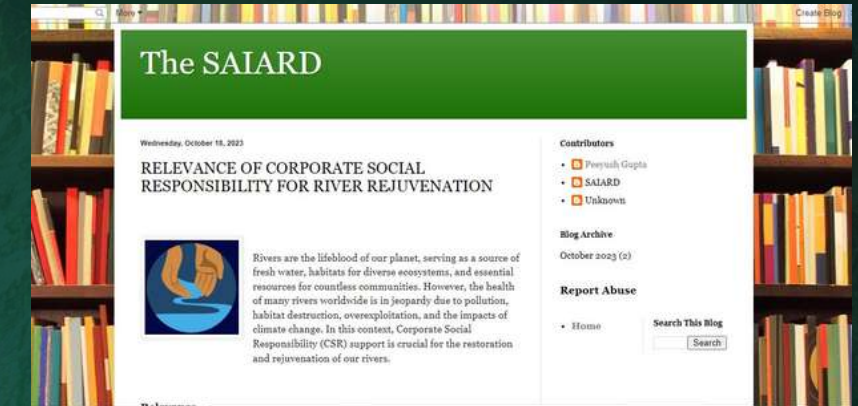 More
Create Blog
The SAIARD
Wednesday, October 18, 2023
RELEVANCE OF CORPORATE SOCIAL
RESPONSIBILITY FOR RIVER REJUVENATION
Rivers are the lifeblood of our planet, serving as a source of
fresh water, habitats for diverse ecosystems, and essential
resources for countless communities. However, the health
of many rivers worldwide is in jeopardy due to pollution,
habitat destruction, overexploitation, and the impacts of
climate change. In this context, Corporate Social
Responsibility (CSR) support is crucial for the restoration
and rejuvenation of our rivers.
Contributors
Peeyush Gupta
SAIARD
Unknown
Blog Archive
October 2023 (2)
Report Abuse
Home
Search This Blog
Search